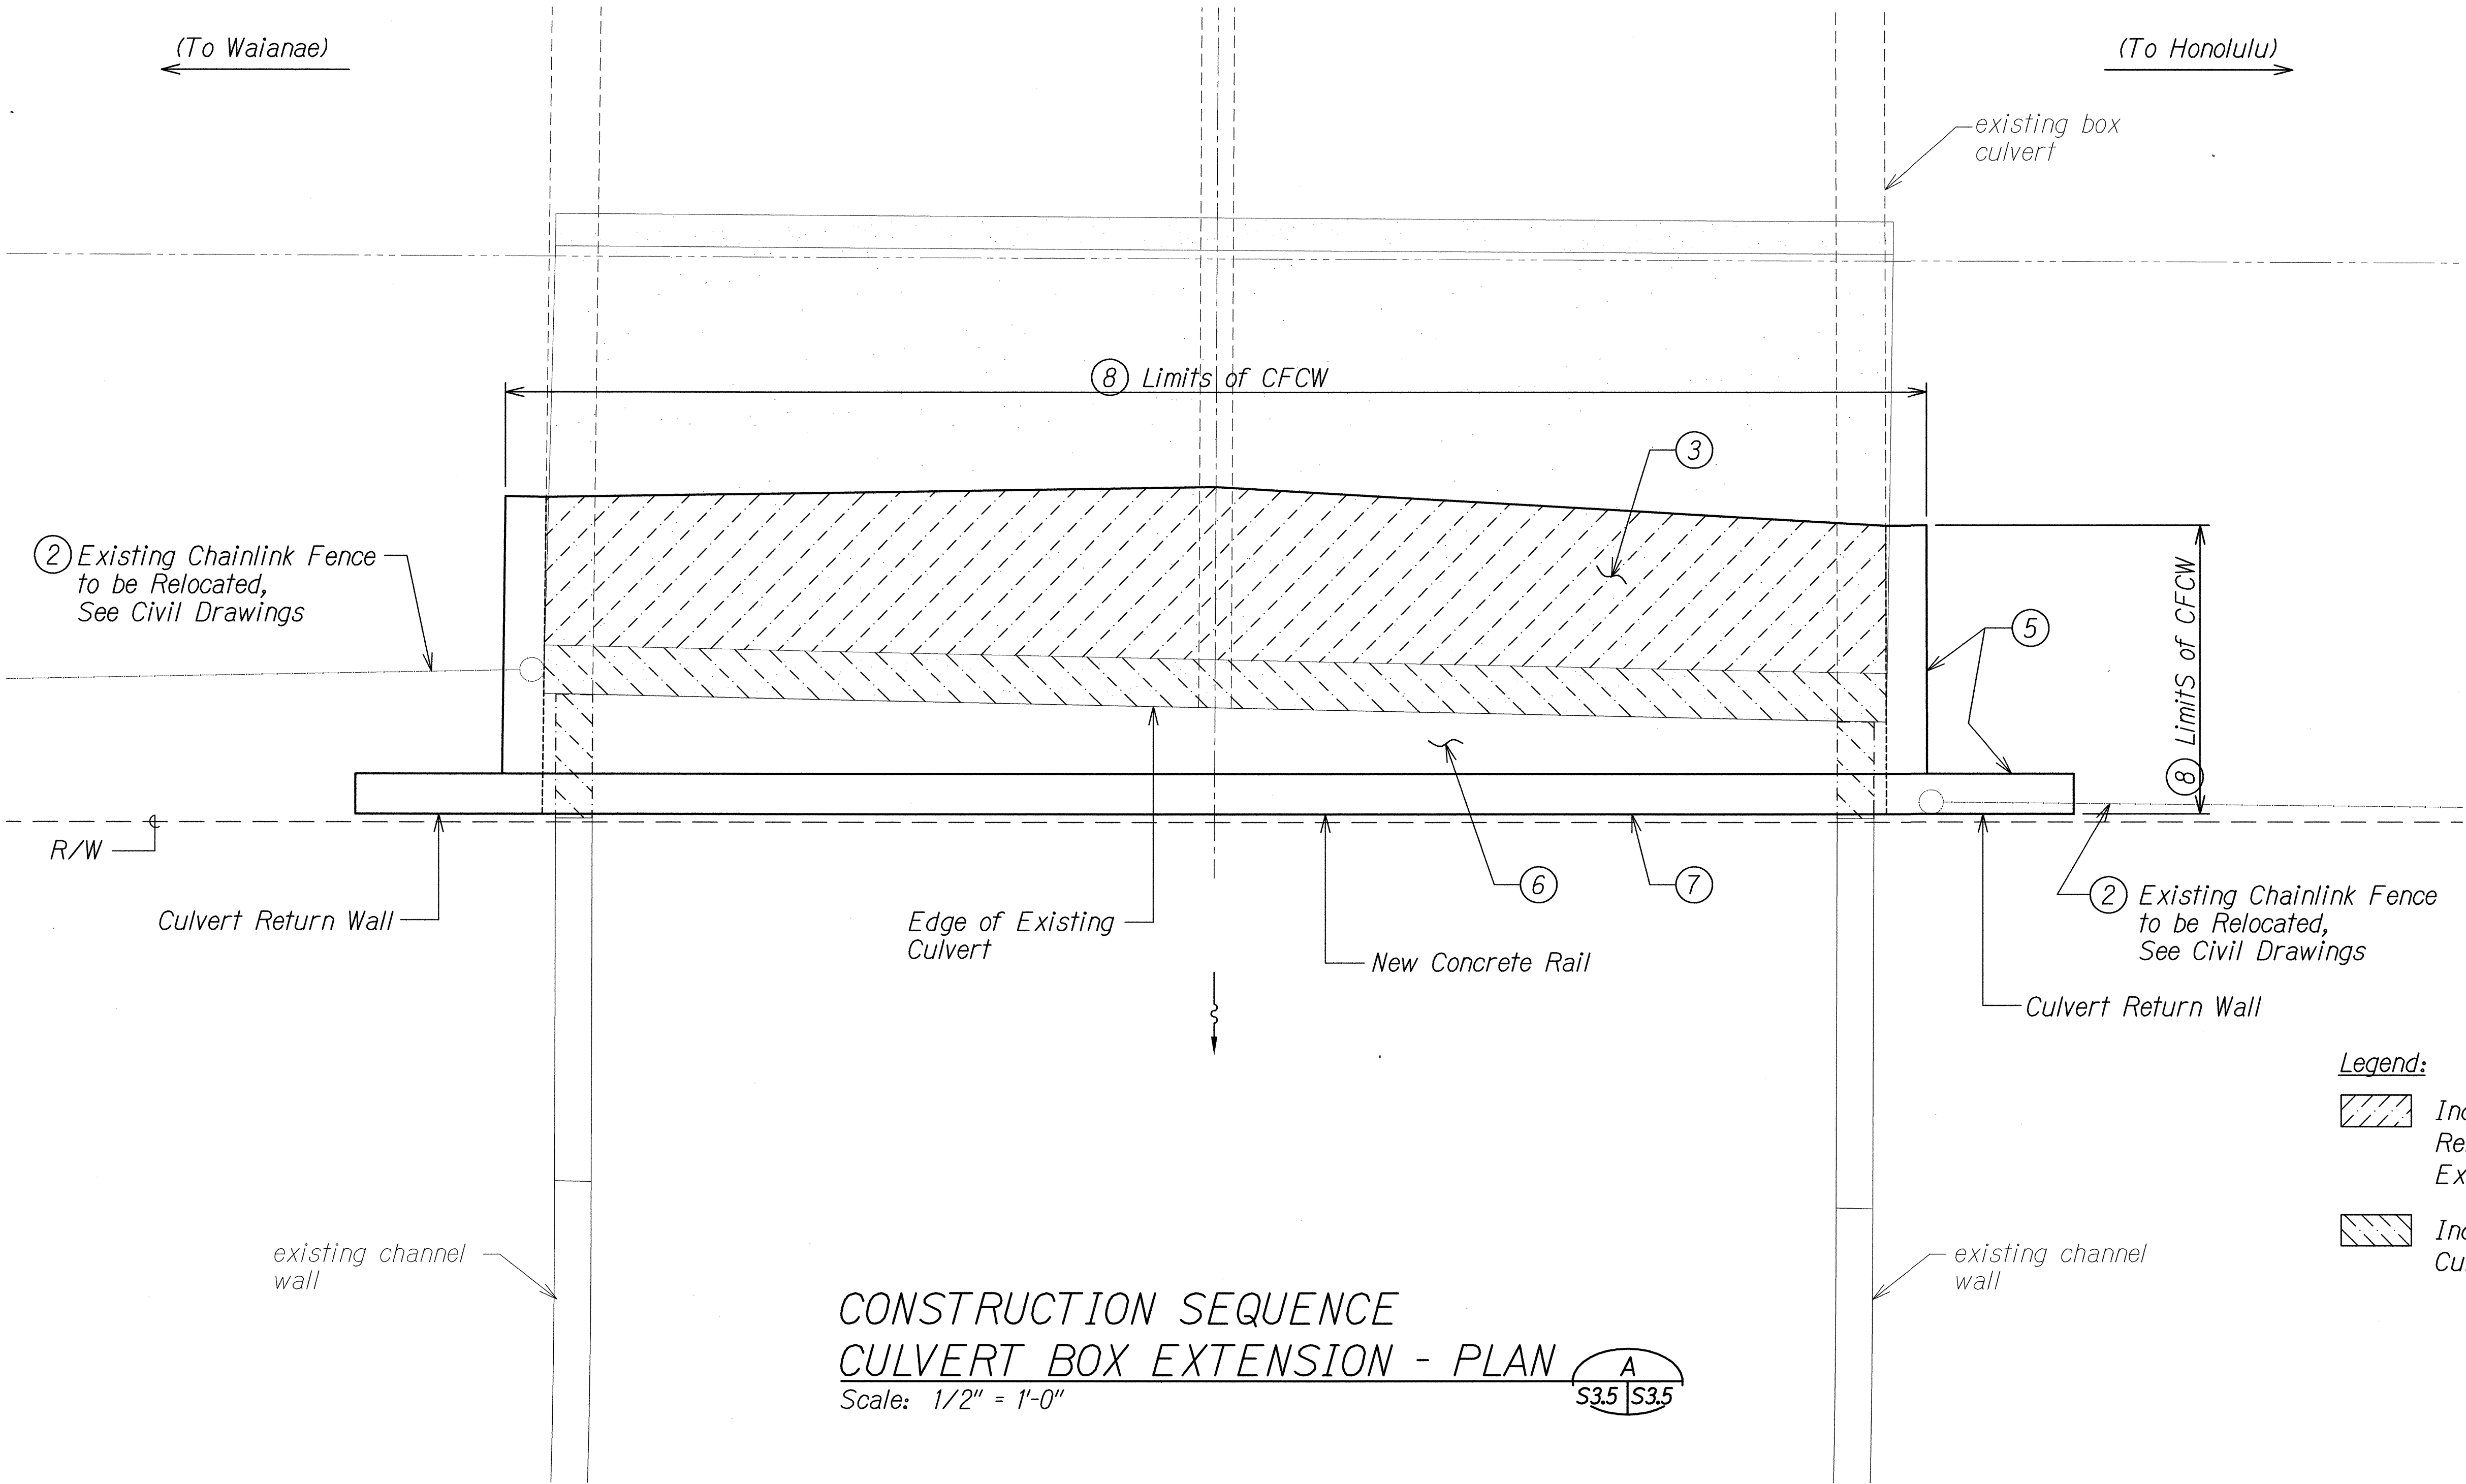 (To Waianae)
(To Honolulu)
existing box
culvert
8 Limits of CFCW
3
2 Existing Chainlink Fence
to be Relocated,
See Civil Drawings
5
8 LimitS of CFCW
R/W
6
7
Culvert Return Wall
Edge of Existing
Culvert
New Concrete Rail
2 Existing Chainlink Fence
to be Relocated,
See Civil Drawings
Culvert Return Wall
Legend:
existing channel
wall
existing channel
wall
CONSTRUCTION SEQUENCE
CULVERT BOX EXTENSION - PLAN
A
S3.5 S3.5
Scale: 1/2" = 1'-0"